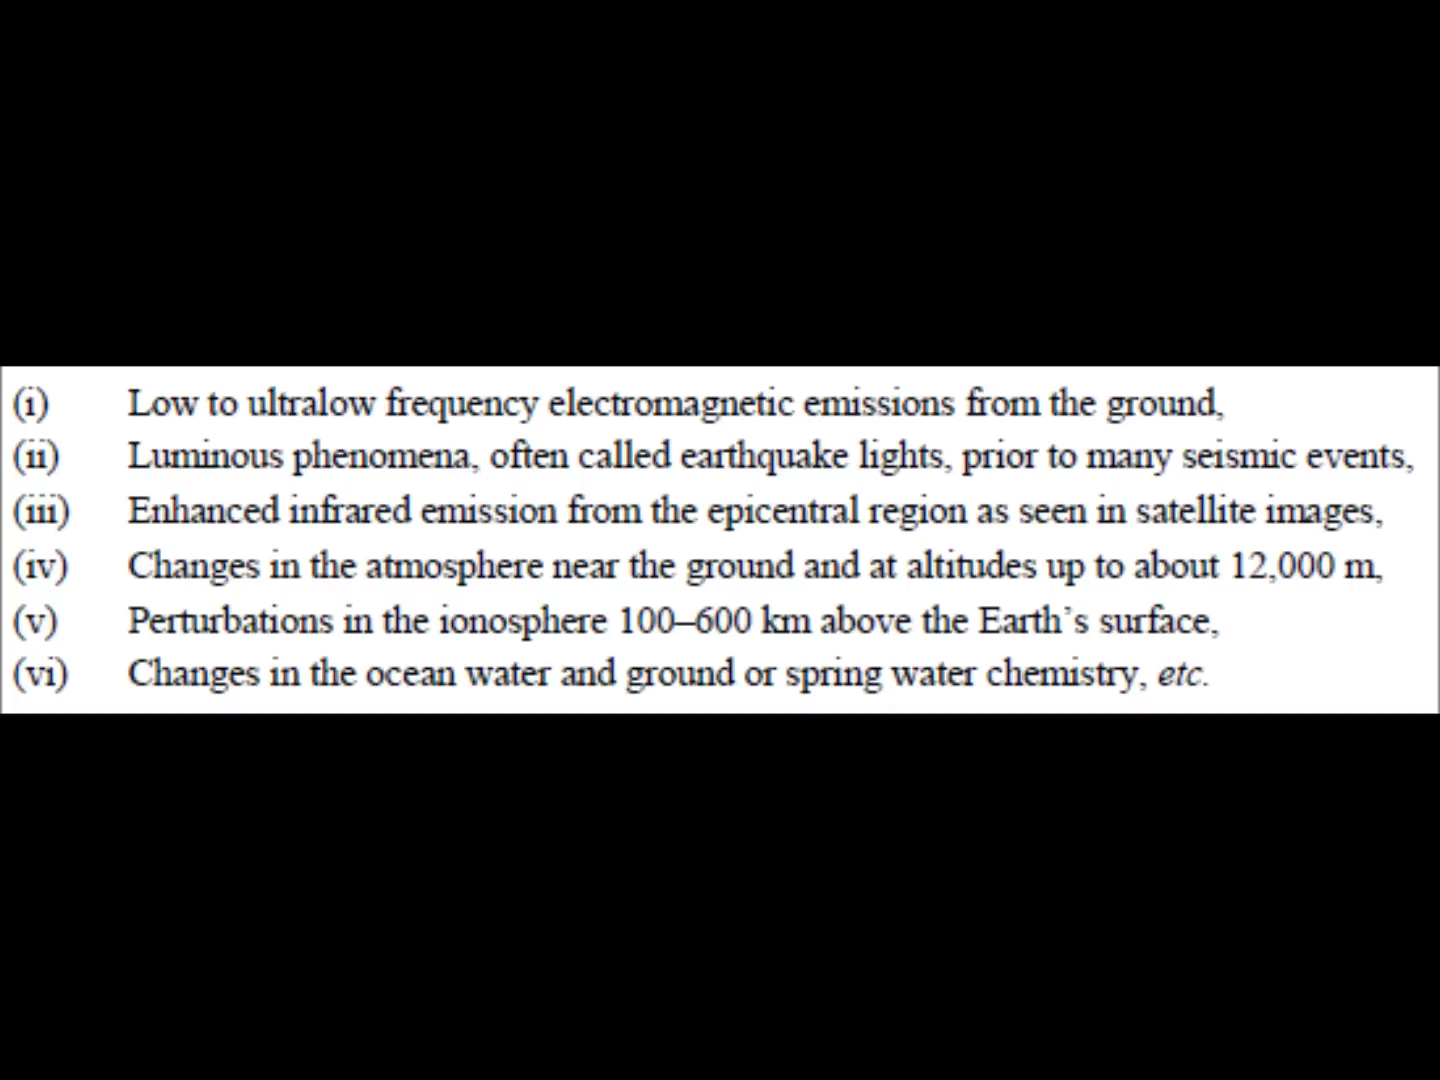 (i) Low to ultralow frequency electromagnetic emissions from the ground,
(ii) Luminous phenomena, often called earthquake lights, prior to many seismic events,
(iii) Enhanced infrared emission from the epicentral region as seen in satellite images,
(iv) Changes in the atmosphere near the ground and at altitudes up to about 12,000 m,
(v) Perturbations in the ionosphere 100–600 km above the Earth’s surface,
(vi) Changes in the ocean water and ground or spring water chemistry, etc.